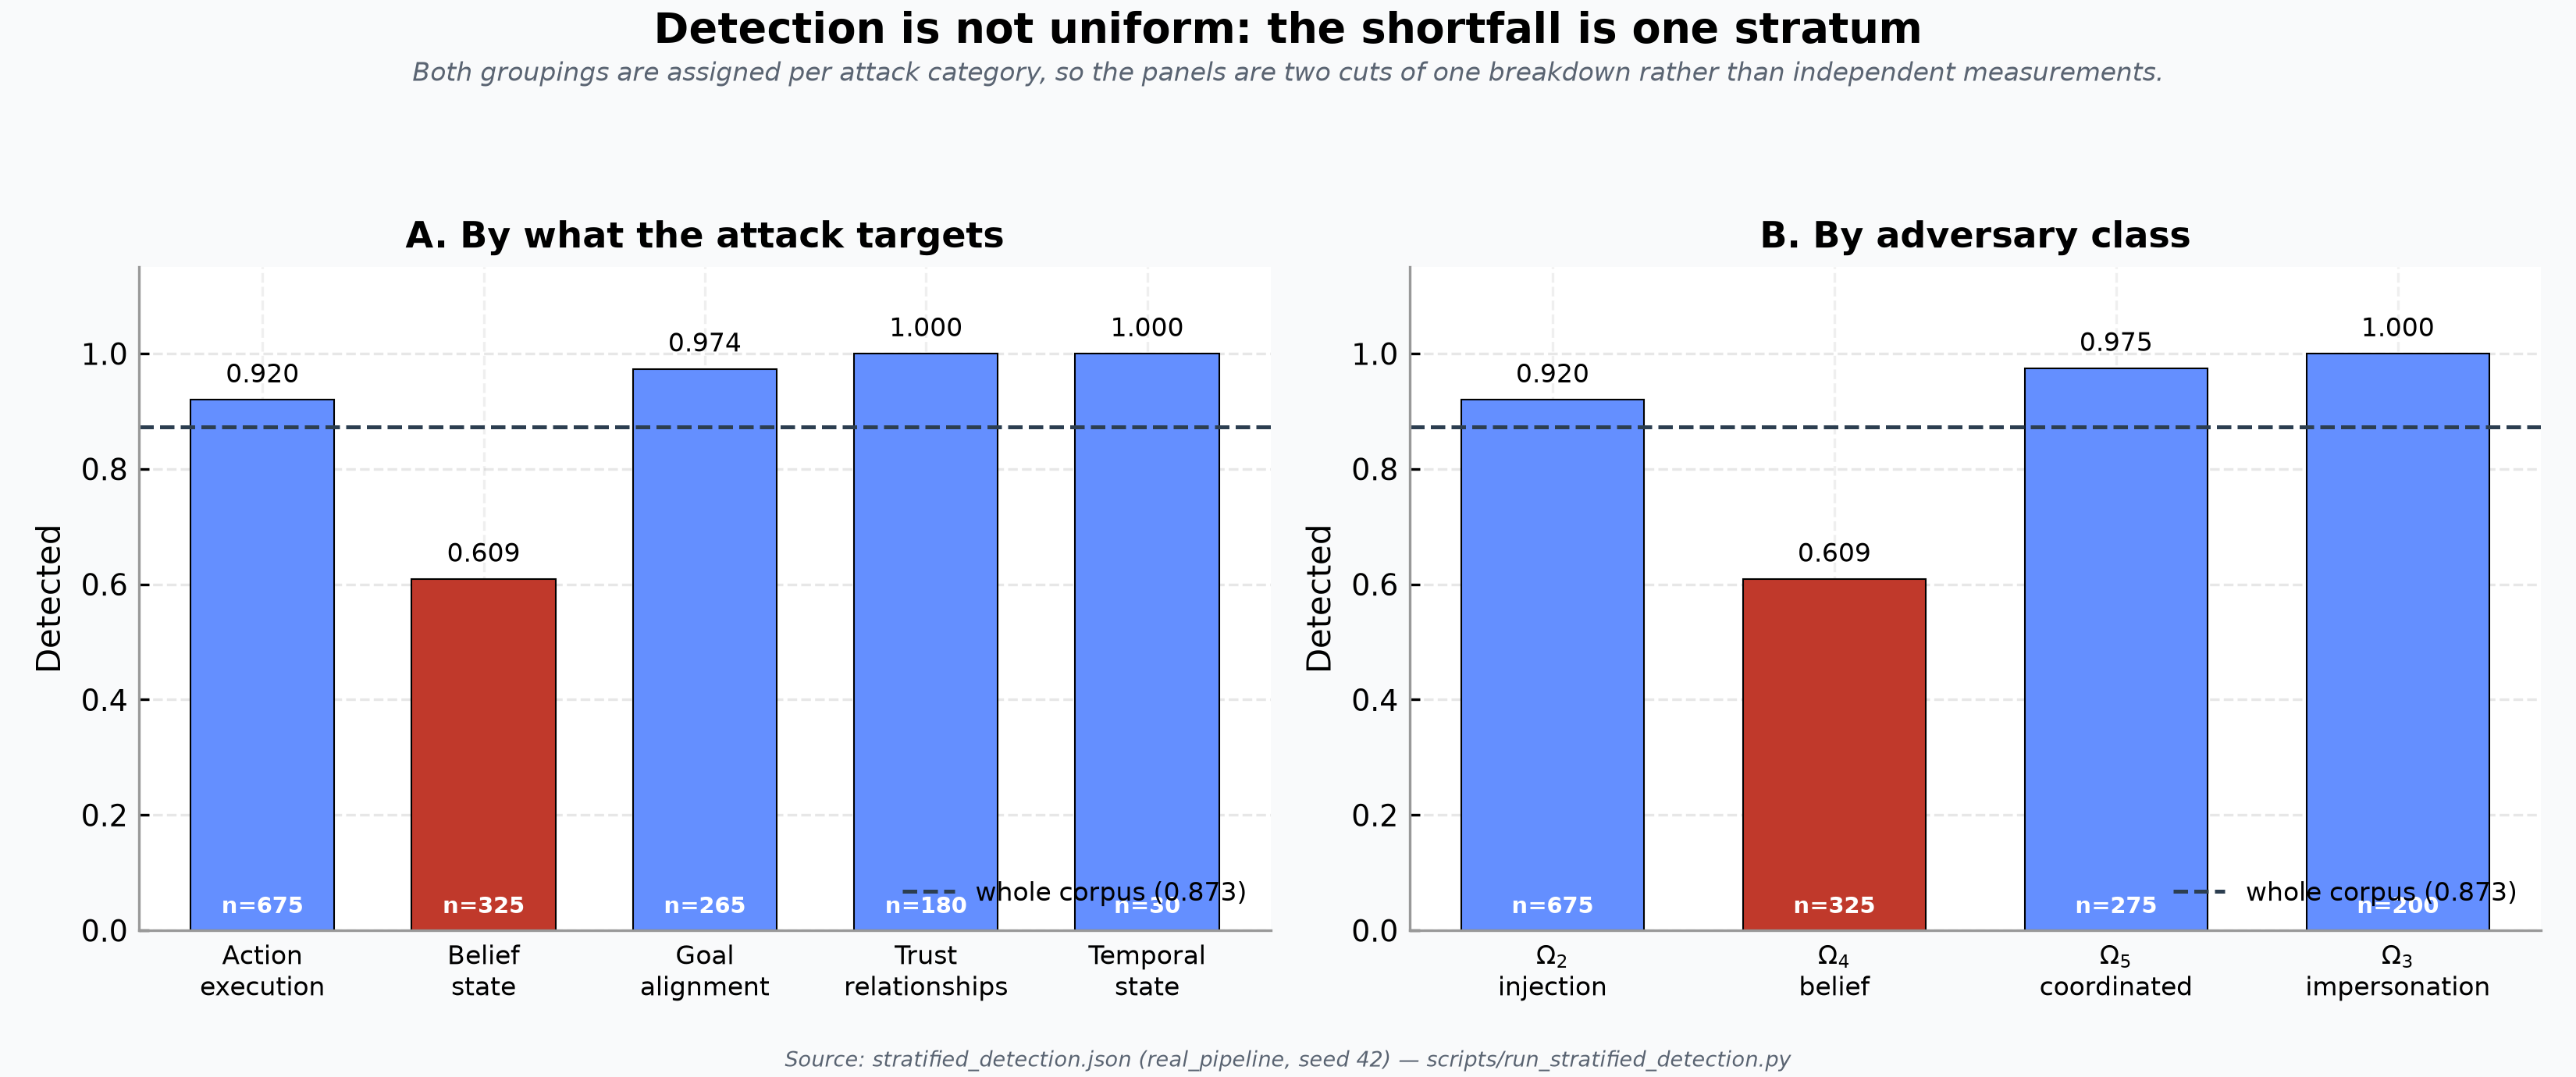 Detection is not uniform: the shortfall is one stratum
Both groupings are assigned per attack category, so the panels are two cuts of one breakdown rather than independent measurements.
A. By what the attack targets
Detected
1.0
0.8
0.6
0.4
0.2
0.0
0.920
0.609
0.974
1.000
1.000
whole corpus (0.873)
n=675
n=325
n=265
n=180
n=30
Action
execution
Belief
state
Goal
alignment
Trust
relationships
Temporal
state
B. By adversary class
Detected
1.0
0.8
0.6
0.4
0.2
0.0
0.920
0.609
0.975
1.000
whole corpus (0.873)
n=675
n=325
n=275
n=200
Ω₂
injection
Ω₄
belief
Ω₅
coordinated
Ω₃
impersonation
Source: stratified_detection.json (real_pipeline, seed 42) — scripts/run_stratified_detection.py